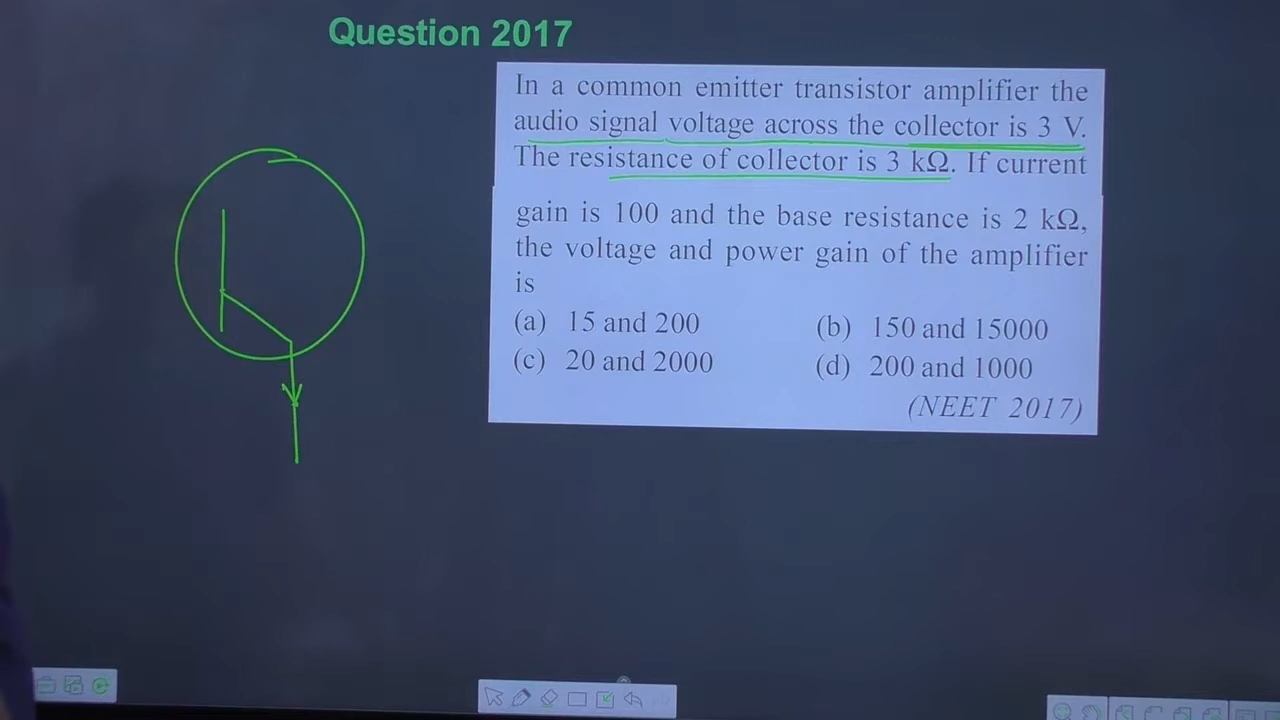 Question 2017
In a common emitter transistor amplifier the
audio signal voltage across the collector is 3 V.
The resistance of collector is 3 kΩ. If current
gain is 100 and the base resistance is 2 kΩ,
the voltage and power gain of the amplifier
is
(a) 15 and 200
(b) 150 and 15000
(c) 20 and 2000
(d) 200 and 1000
(NEET 2017)